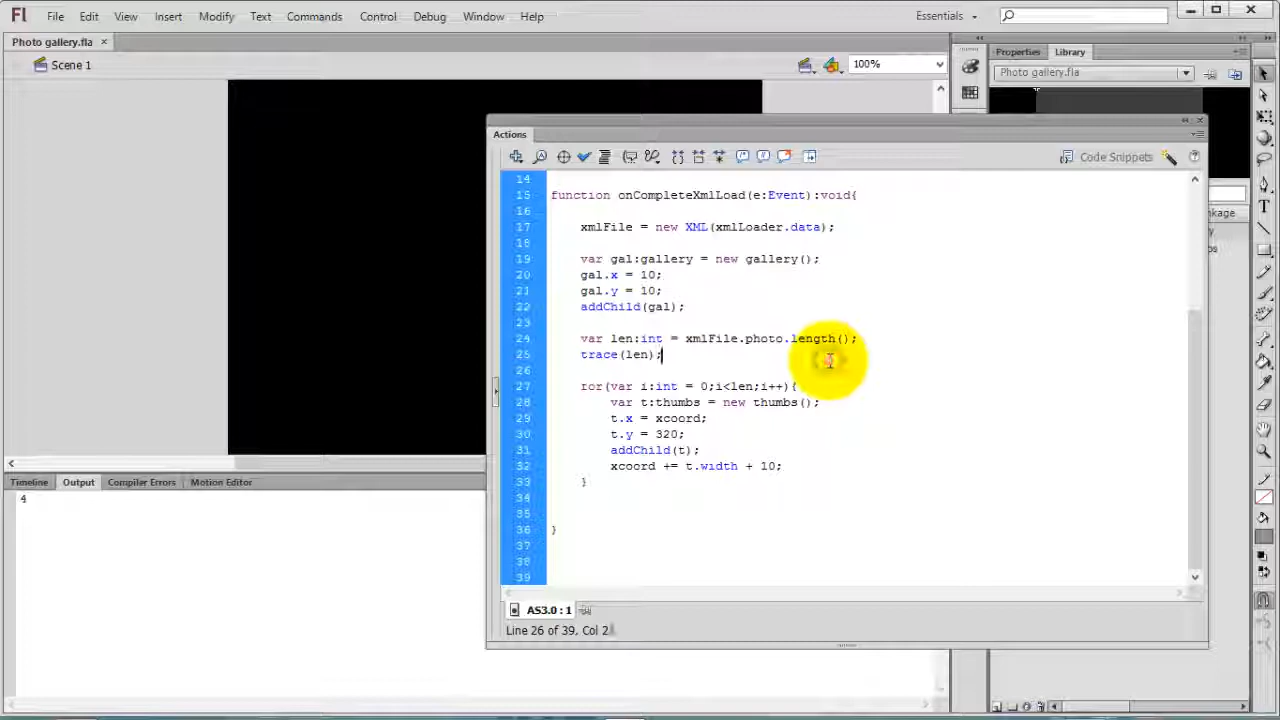 Fl File Edit View Insert Modify Text Commands Control Debug Window Help Essentials
Photo gallery.fla ×
Scene 1 100%
Properties Library
Photo gallery.fla
Actions
Code Snippets
14
15 function onCompleteXmlLoad(e:Event):void{
16
17 xmlFile = new XML(xmlLoader.data);
18
19 var gal:gallery = new gallery();
20 gal.x = 10;
21 gal.y = 10;
22 addChild(gal);
23
24 var len:int = xmlFile.photo.length();
25 trace(len);
26
27 for(var i:int = 0;i<len;i++){
28 var t:thumbs = new thumbs();
29 t.x = xcoord;
30 t.y = 320;
31 addChild(t);
32 xcoord += t.width + 10;
33 }
34
35
36 }
37
38
39
AS3.0 : 1
Line 26 of 39, Col 2
Timeline Output Compiler Errors Motion Editor
4